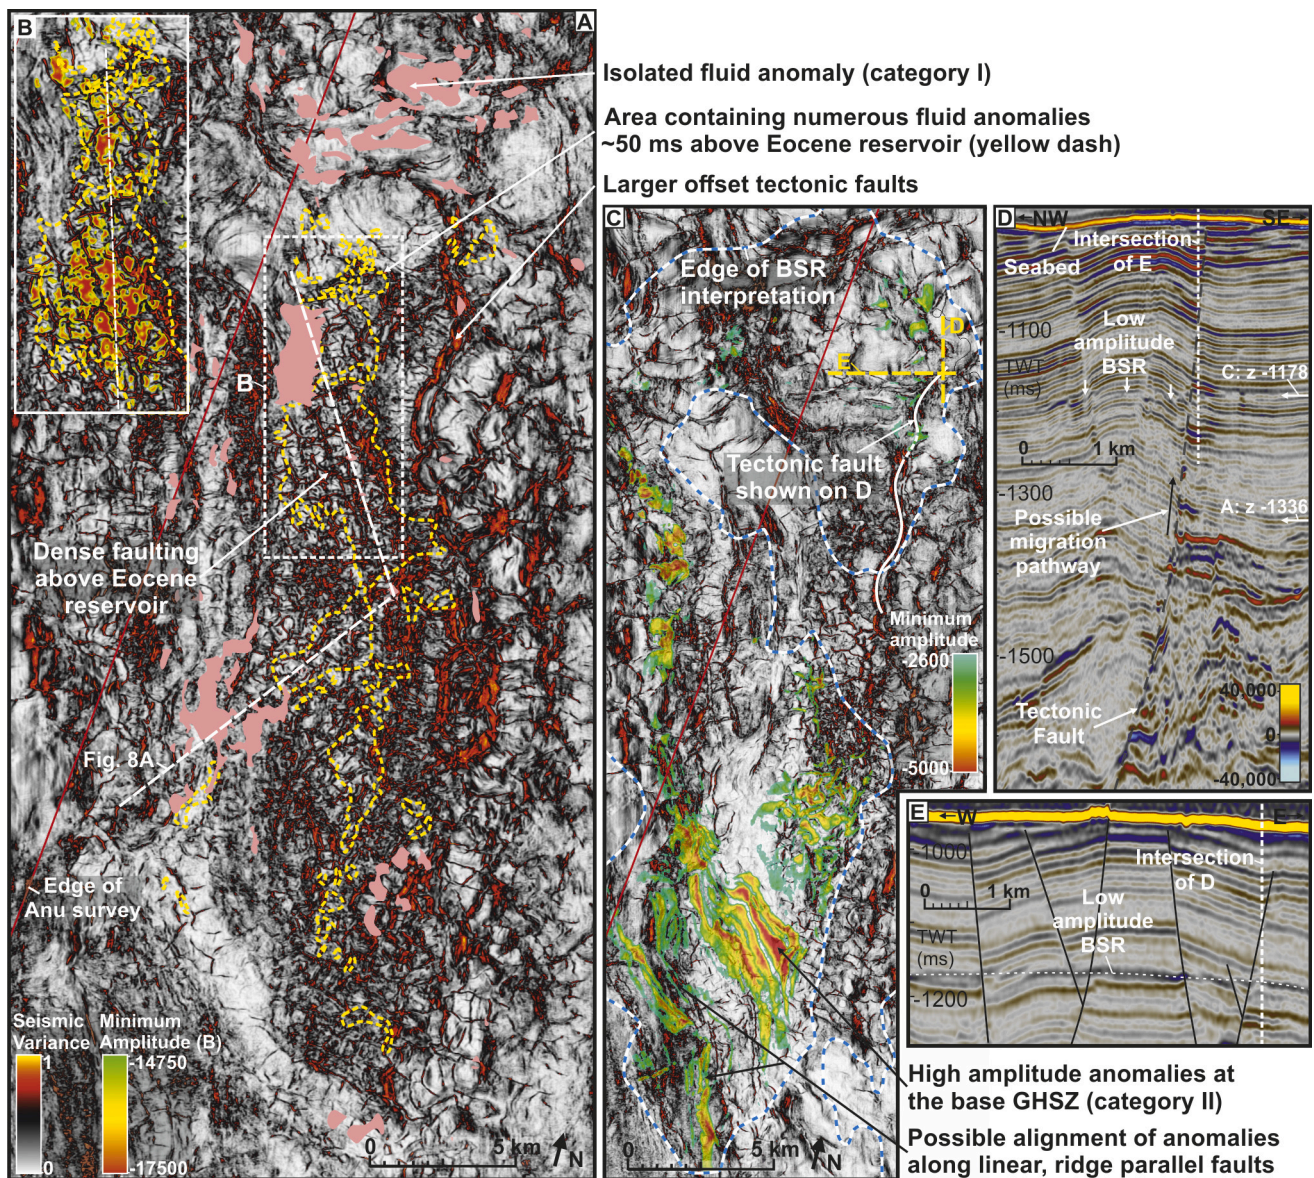 B
A
Isolated fluid anomaly (category I)
Area containing numerous fluid anomalies
~50 ms above Eocene reservoir (yellow dash)
Larger offset tectonic faults
B
Dense faulting
above Eocene
reservoir
Fig. 8A
Edge of
Anu survey
Seismic
Variance
1
0
Minimum
Amplitude (B)
-14750
-17500
0
5 km
N
C
Edge of BSR
interpretation
D
E
Tectonic fault
shown on D
Minimum
amplitude
-2600
-5000
0
5 km
N
D
NW
SE
Seabed
Intersection
of E
-1100
TWT
(ms)
Low
amplitude
BSR
C: z -1178
0
1 km
-1300
A: z -1336
Possible
migration
pathway
-1500
Tectonic
Fault
40,000
0
-40,000
E
W
E
-1000
Intersection
of D
0
1 km
Low
amplitude
BSR
TWT
(ms)
-1200
High amplitude anomalies at
the base GHSZ (category II)
Possible alignment of anomalies
along linear, ridge parallel faults